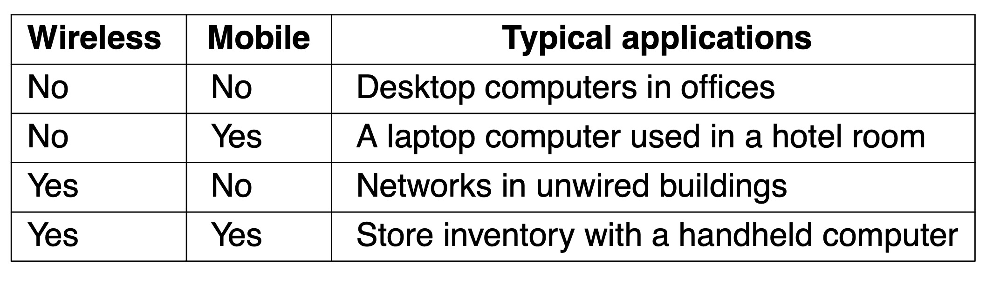 Wireless Mobile Typical applications
No No Desktop computers in offices
No Yes A laptop computer used in a hotel room
Yes No Networks in unwired buildings
Yes Yes Store inventory with a handheld computer